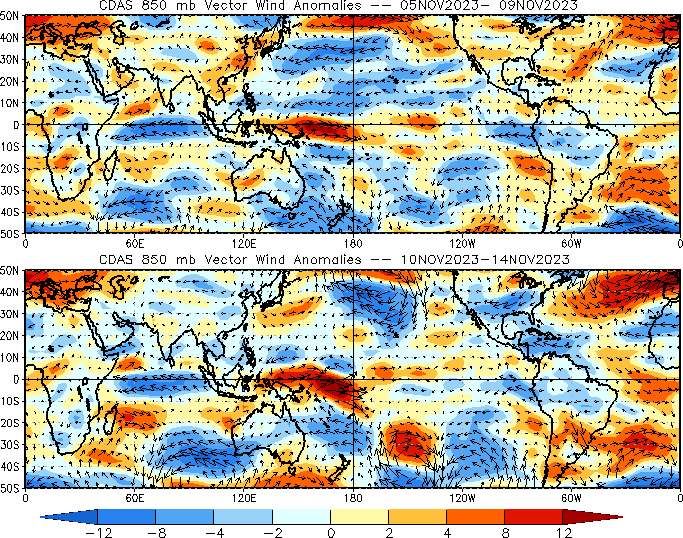 CDAS 850 mb Vector Wind Anomalies -- 05NOV2023- 09NOV2023
50N
40N
30N
20N
10N
0
10S
20S
30S
40S
50S
0 60E 120E 180 120W 60W 0
CDAS 850 mb Vector Wind Anomalies -- 10NOV2023-14NOV2023
50N
40N
30N
20N
10N
0
10S
20S
30S
40S
50S
0 60E 120E 180 120W 60W 0
-12 -8 -4 -2 0 2 4 8 12